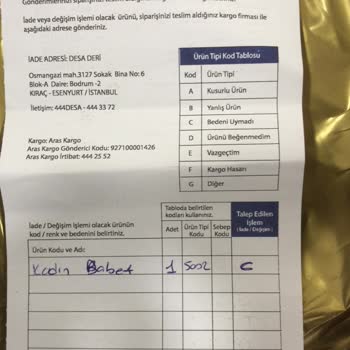 Gönderimlerinizi
İade veya değişim işlemi olacak ürünü, siparişinizi teslim aldığınız kargo firması ile
aşağıdaki adrese gönderiniz.
İADE ADRESİ: DESA DERİ
Osmangazi mah.3127 Sokak Bina No: 6
Blok-A Daire: Bodrum -2
KIRAÇ - ESENYURT / İSTANBUL
İletişim: 444DESA - 444 33 72
Kargo: Aras Kargo
Aras Kargo Gönderici Kodu: 927100001426
Aras Kargo İrtibat: 444 25 52
Ürün Tipi Kod Tablosu
Kod Ürün Tipi
A Kusurlu Ürün
B Yanlış Ürün
C Bedeni Uymadı
D Ürünü Beğenmedim
E Vazgeçtim
F Kargo Hasarı
G Diğer
İade / Değişim İşlemi olacak ürünün
kod / renk ve bedenini belirtiniz.
Tabloda belirtilen
kodları kullanınız.
Talep Edilen
İşlem
(İade / Değişim)
Adet Ürün Tipi
Kodu Sebep
Kodu
Ürün Kodu ve Adı:
Kadın Babet 1 C